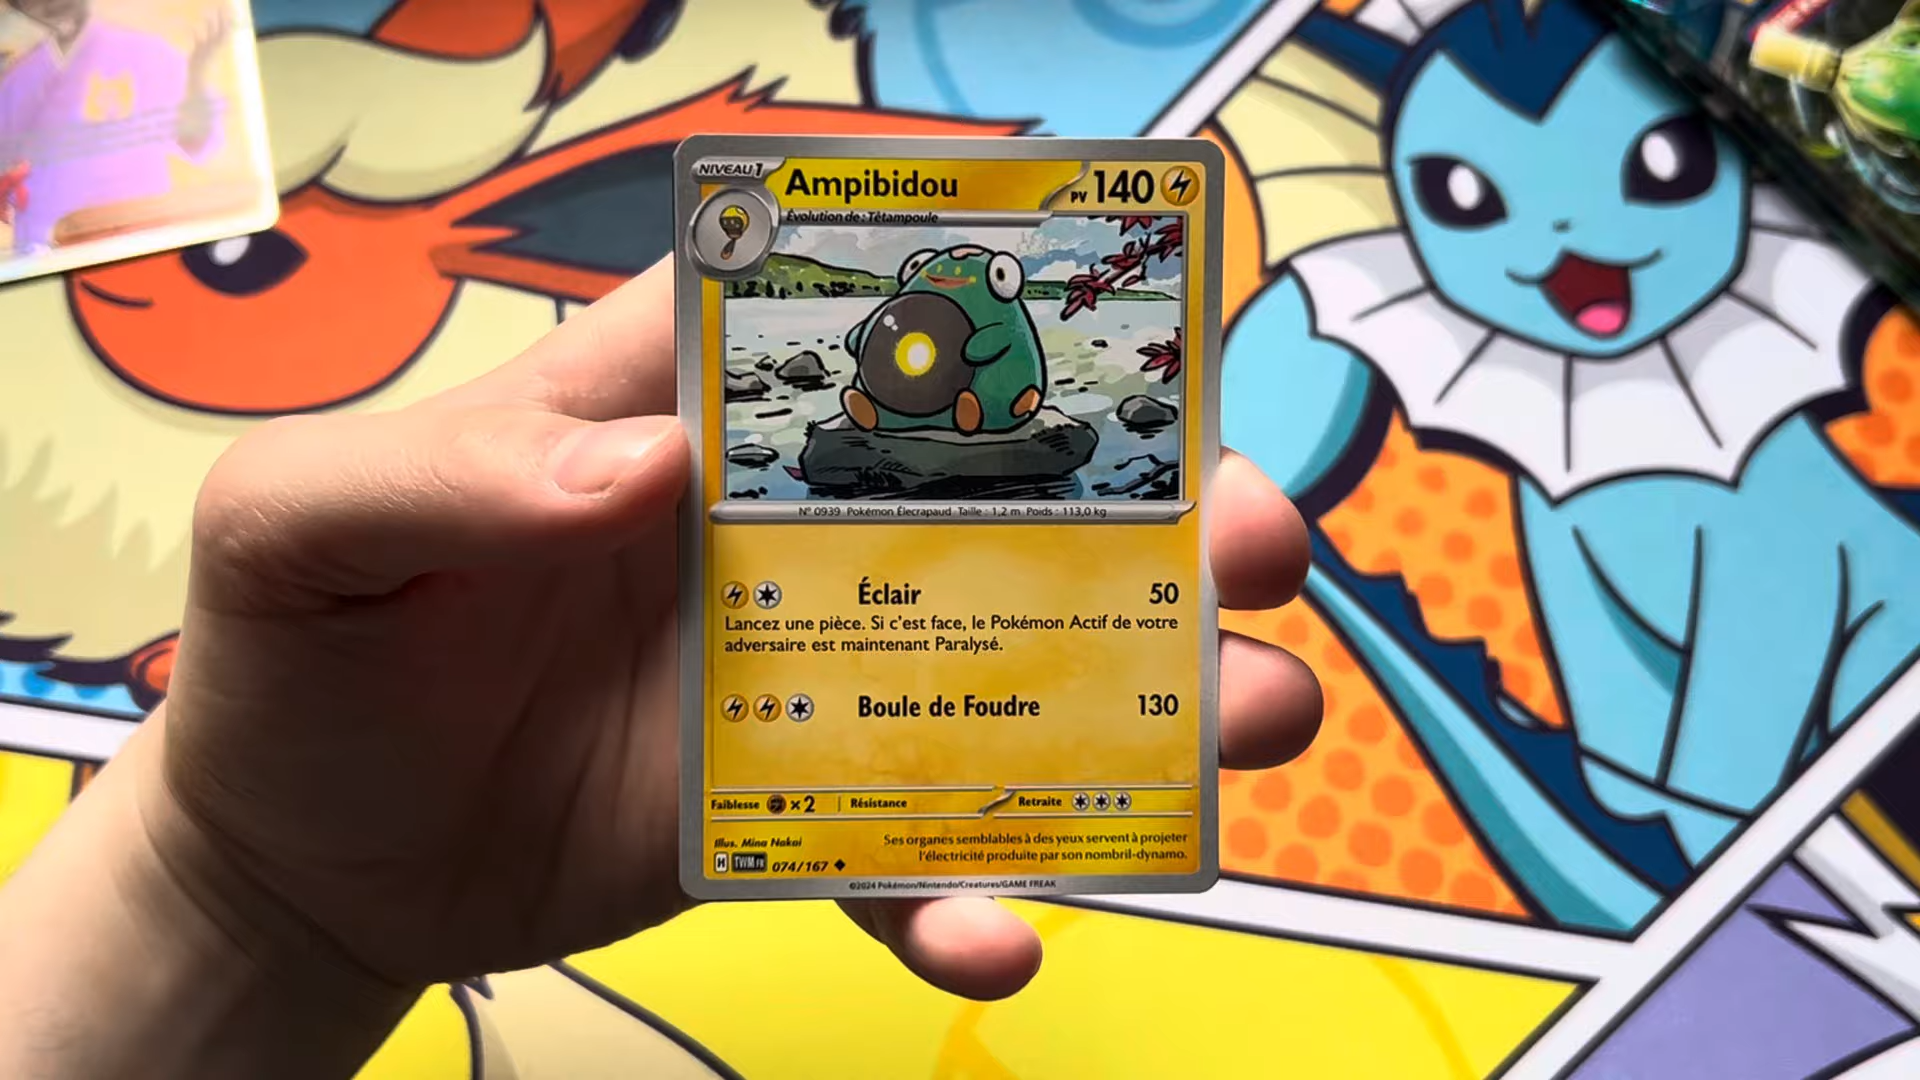 NIVEAU 1
Ampibidou
PV 140
Évolution de : Têtampoule
N° 0939 Pokémon Élecrapaud Taille : 1,2 m Poids : 113,0 kg
Éclair 50
Lancez une pièce. Si c'est face, le Pokémon Actif de votre
adversaire est maintenant Paralysé.
Boule de Foudre 130
Faiblesse ×2 Résistance Retraite
Illus. Mina Nakai
Ses organes semblables à des yeux servent à projeter
l'électricité produite par son nombril-dynamo.
H TWM FR 074/167
©2024 Pokémon/Nintendo/Creatures/GAME FREAK